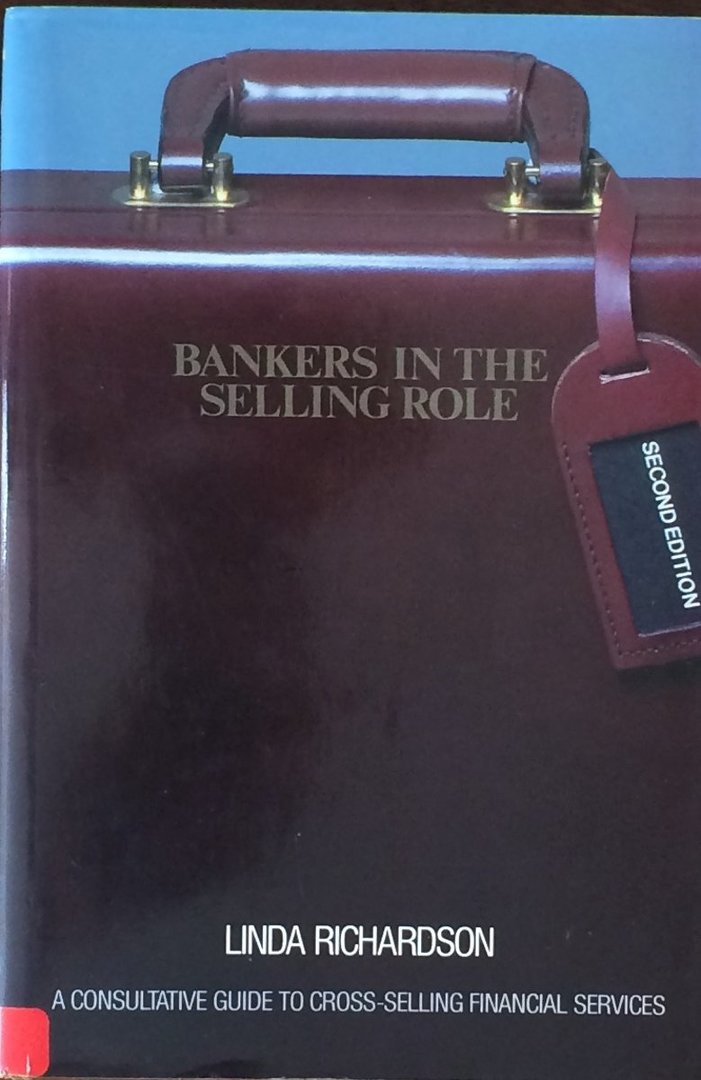 BANKERS IN THE
SELLING ROLE
SECOND EDITION
LINDA RICHARDSON
A CONSULTATIVE GUIDE TO CROSS-SELLING FINANCIAL SERVICES